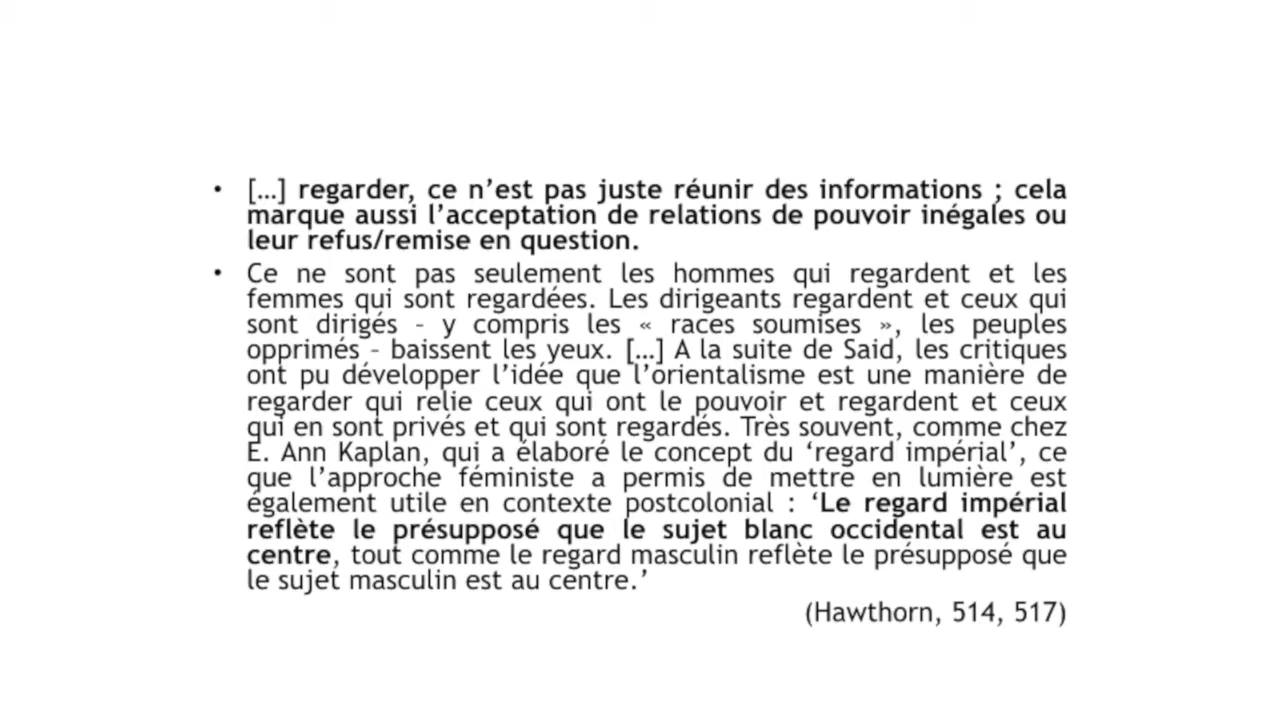 • […] regarder, ce n’est pas juste réunir des informations ; cela
marque aussi l’acceptation de relations de pouvoir inégales ou
leur refus/remise en question.
• Ce ne sont pas seulement les hommes qui regardent et les
femmes qui sont regardées. Les dirigeants regardent et ceux qui
sont dirigés – y compris les « races soumises », les peuples
opprimés – baissent les yeux. […] A la suite de Said, les critiques
ont pu développer l’idée que l’orientalisme est une manière de
regarder qui relie ceux qui ont le pouvoir et regardent et ceux
qui en sont privés et qui sont regardés. Très souvent, comme chez
E. Ann Kaplan, qui a élaboré le concept du ‘regard impérial’, ce
que l’approche féministe a permis de mettre en lumière est
également utile en contexte postcolonial : ‘Le regard impérial
reflète le présupposé que le sujet blanc occidental est au
centre, tout comme le regard masculin reflète le présupposé que
le sujet masculin est au centre.’
(Hawthorn, 514, 517)